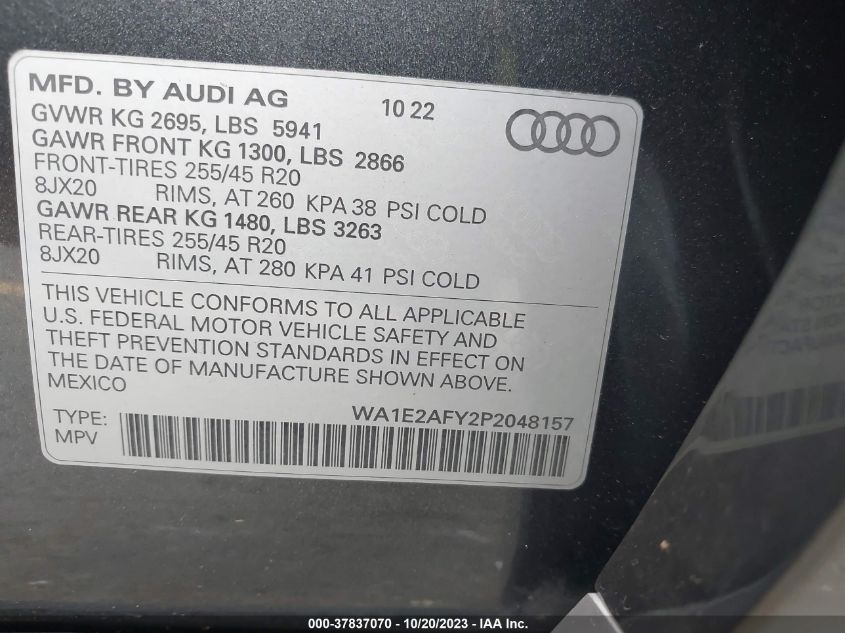 MFD. BY AUDI AG 10 22
GVWR KG 2695, LBS 5941
GAWR FRONT KG 1300, LBS 2866
FRONT-TIRES 255/45 R20
8JX20 RIMS, AT 260 KPA 38 PSI COLD
GAWR REAR KG 1480, LBS 3263
REAR-TIRES 255/45 R20
8JX20 RIMS, AT 280 KPA 41 PSI COLD
THIS VEHICLE CONFORMS TO ALL APPLICABLE
U.S. FEDERAL MOTOR VEHICLE SAFETY AND
THEFT PREVENTION STANDARDS IN EFFECT ON
THE DATE OF MANUFACTURE SHOWN ABOVE.
MEXICO
WA1E2AFY2P2048157
TYPE:
MPV
000-37837070 - 10/20/2023 - IAA Inc.